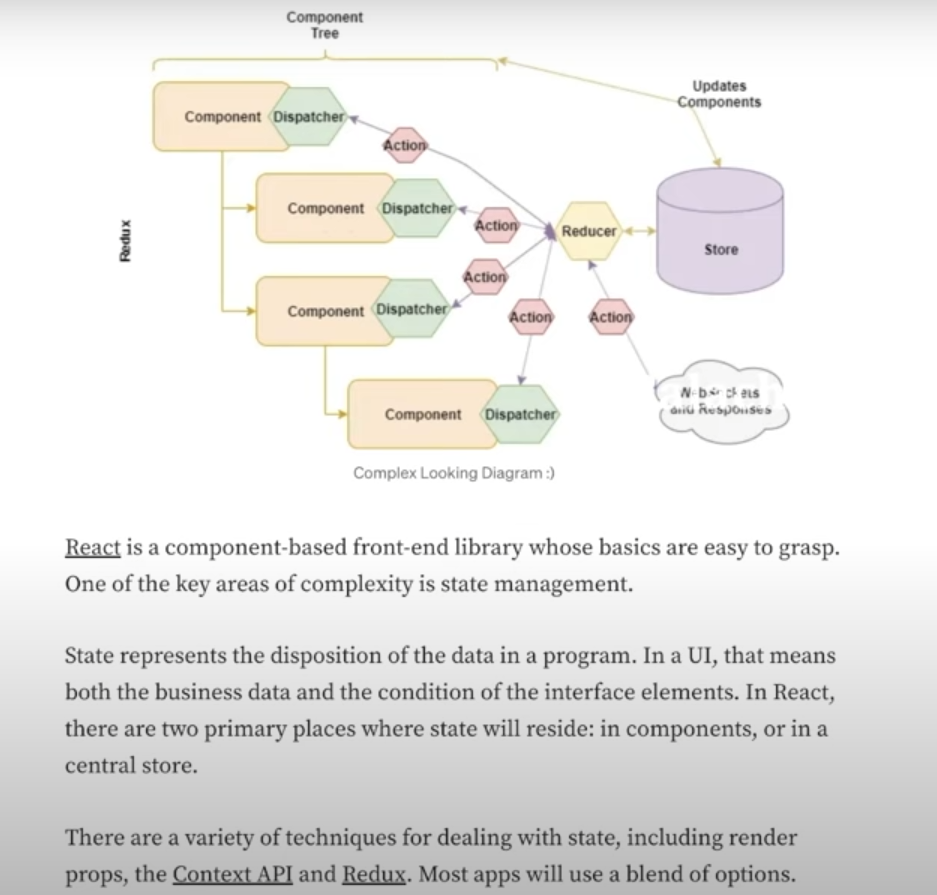 Component
Tree
Updates
Components
Component Dispatcher
Action
Redux
Component Dispatcher
Action
Reducer
Store
Action
Component Dispatcher
Action
Action
and Responses
Component Dispatcher
Complex Looking Diagram :)
React is a component-based front-end library whose basics are easy to grasp.
One of the key areas of complexity is state management.
State represents the disposition of the data in a program. In a UI, that means
both the business data and the condition of the interface elements. In React,
there are two primary places where state will reside: in components, or in a
central store.
There are a variety of techniques for dealing with state, including render
props, the Context API and Redux. Most apps will use a blend of options.